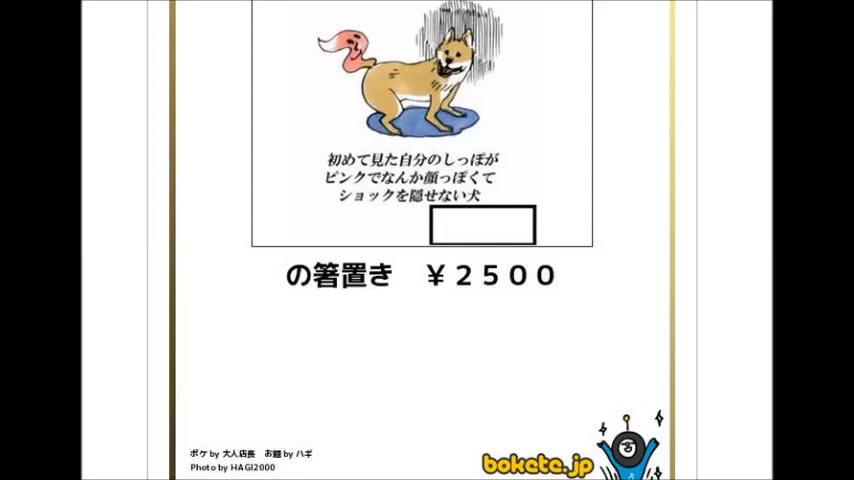 初めて見た自分のしっぽが
ピンクでなんか顔っぽくて
ショックを隠せない犬
の箸置き　￥２５００
ボケ by 大人店長　お題 by ハギ
Photo by HAGI2000
bokete.jp